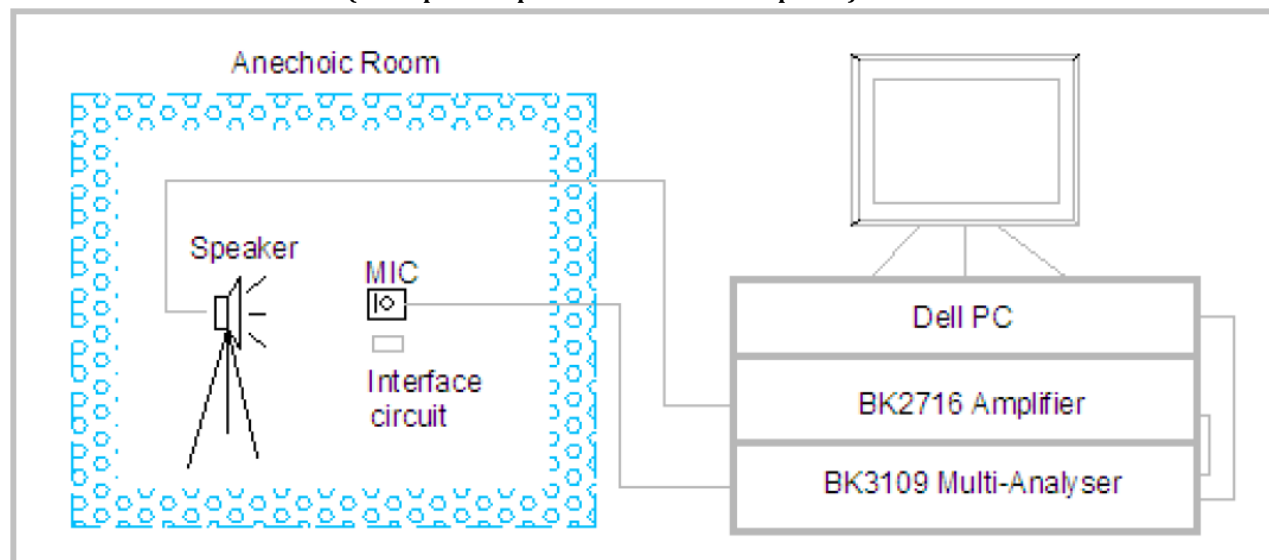 Anechoic Room
Speaker
MIC
Interface
circuit
Dell PC
BK2716 Amplifier
BK3109 Multi-Analyser